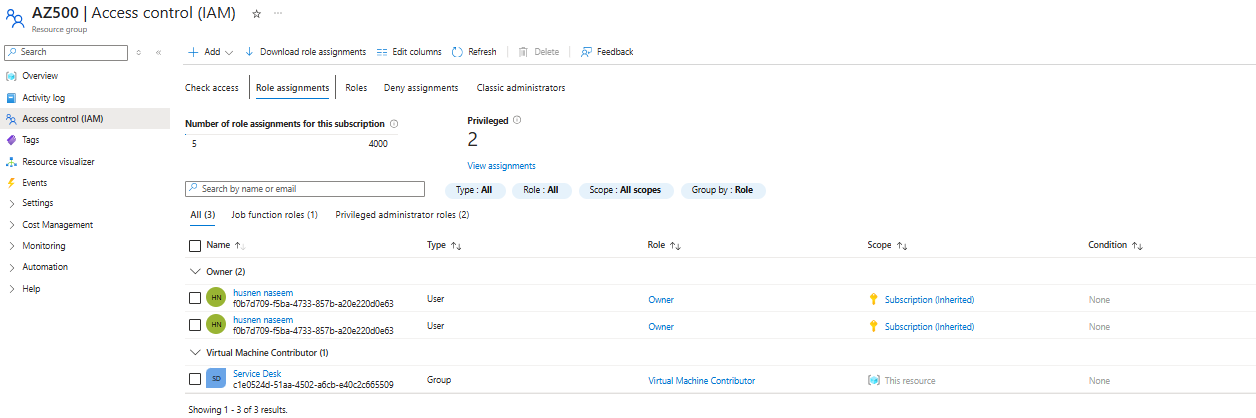 AZ500 | Access control (IAM) ☆ ···
Resource group
Search
Overview
Activity log
Access control (IAM)
Tags
Resource visualizer
Events
Settings
Cost Management
Monitoring
Automation
Help
Add Download role assignments Edit columns Refresh Delete Feedback
Check access Role assignments Roles Deny assignments Classic administrators
Number of role assignments for this subscription
5 4000
Privileged
2
View assignments
Search by name or email Type : All Role : All Scope : All scopes Group by : Role
All (3) Job function roles (1) Privileged administrator roles (2)
Name Type Role Scope Condition
Owner (2)
HN husnen naseem User Owner Subscription (Inherited) None
f0b7d709-f5ba-4733-857b-a20e220d0e63
HN husnen naseem User Owner Subscription (Inherited) None
f0b7d709-f5ba-4733-857b-a20e220d0e63
Virtual Machine Contributor (1)
SD Service Desk Group Virtual Machine Contributor This resource None
c1e0524d-51aa-4502-a6cb-e40c2c665509
Showing 1 - 3 of 3 results.